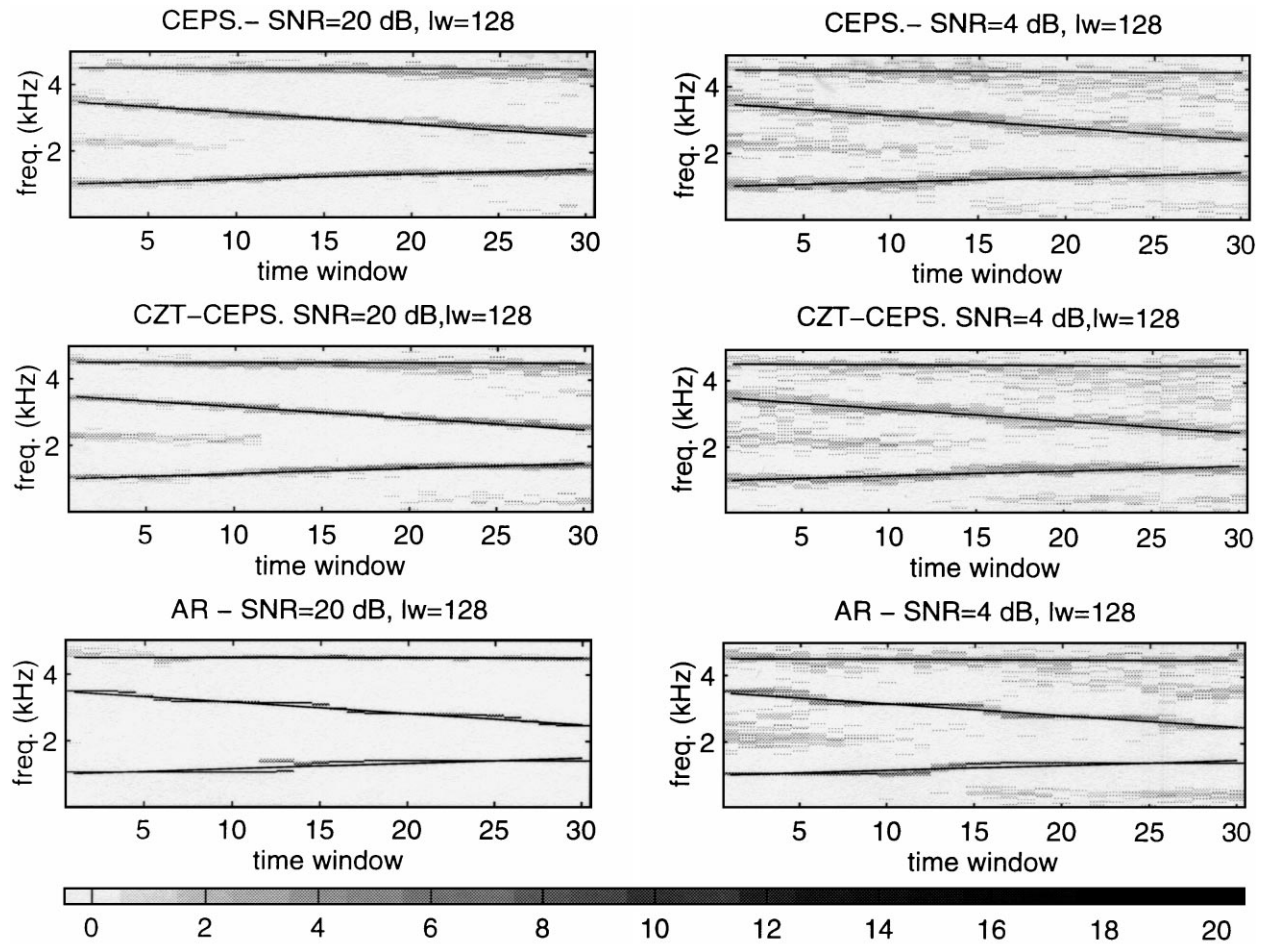 CEPS.– SNR=20 dB, lw=128
freq. (kHz)
4
2
5 10 15 20 25 30
time window
CEPS.– SNR=4 dB, lw=128
freq. (kHz)
4
2
5 10 15 20 25 30
time window
CZT–CEPS. SNR=20 dB,lw=128
freq. (kHz)
4
2
5 10 15 20 25 30
time window
CZT–CEPS. SNR=4 dB,lw=128
freq. (kHz)
4
2
5 10 15 20 25 30
time window
AR – SNR=20 dB, lw=128
freq. (kHz)
4
2
5 10 15 20 25 30
time window
AR – SNR=4 dB, lw=128
freq. (kHz)
4
2
5 10 15 20 25 30
time window
0 2 4 6 8 10 12 14 16 18 20